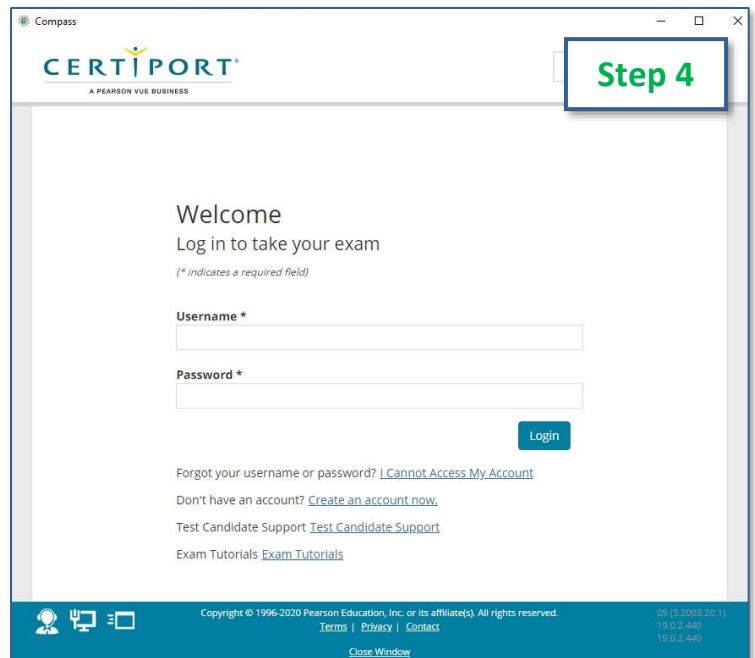 Compass
CERTIPORT®
A PEARSON VUE BUSINESS
Step 4
Welcome
Log in to take your exam
(* indicates a required field)
Username *
Password *
Login
Forgot your username or password? I Cannot Access My Account
Don't have an account? Create an account now.
Test Candidate Support Test Candidate Support
Exam Tutorials Exam Tutorials
Copyright © 1996-2020 Pearson Education, Inc. or its affiliate(s). All rights reserved.
Terms | Privacy | Contact
Close Window
09 (3.2003.20.1)
19.0.2.440
19.0.2.440